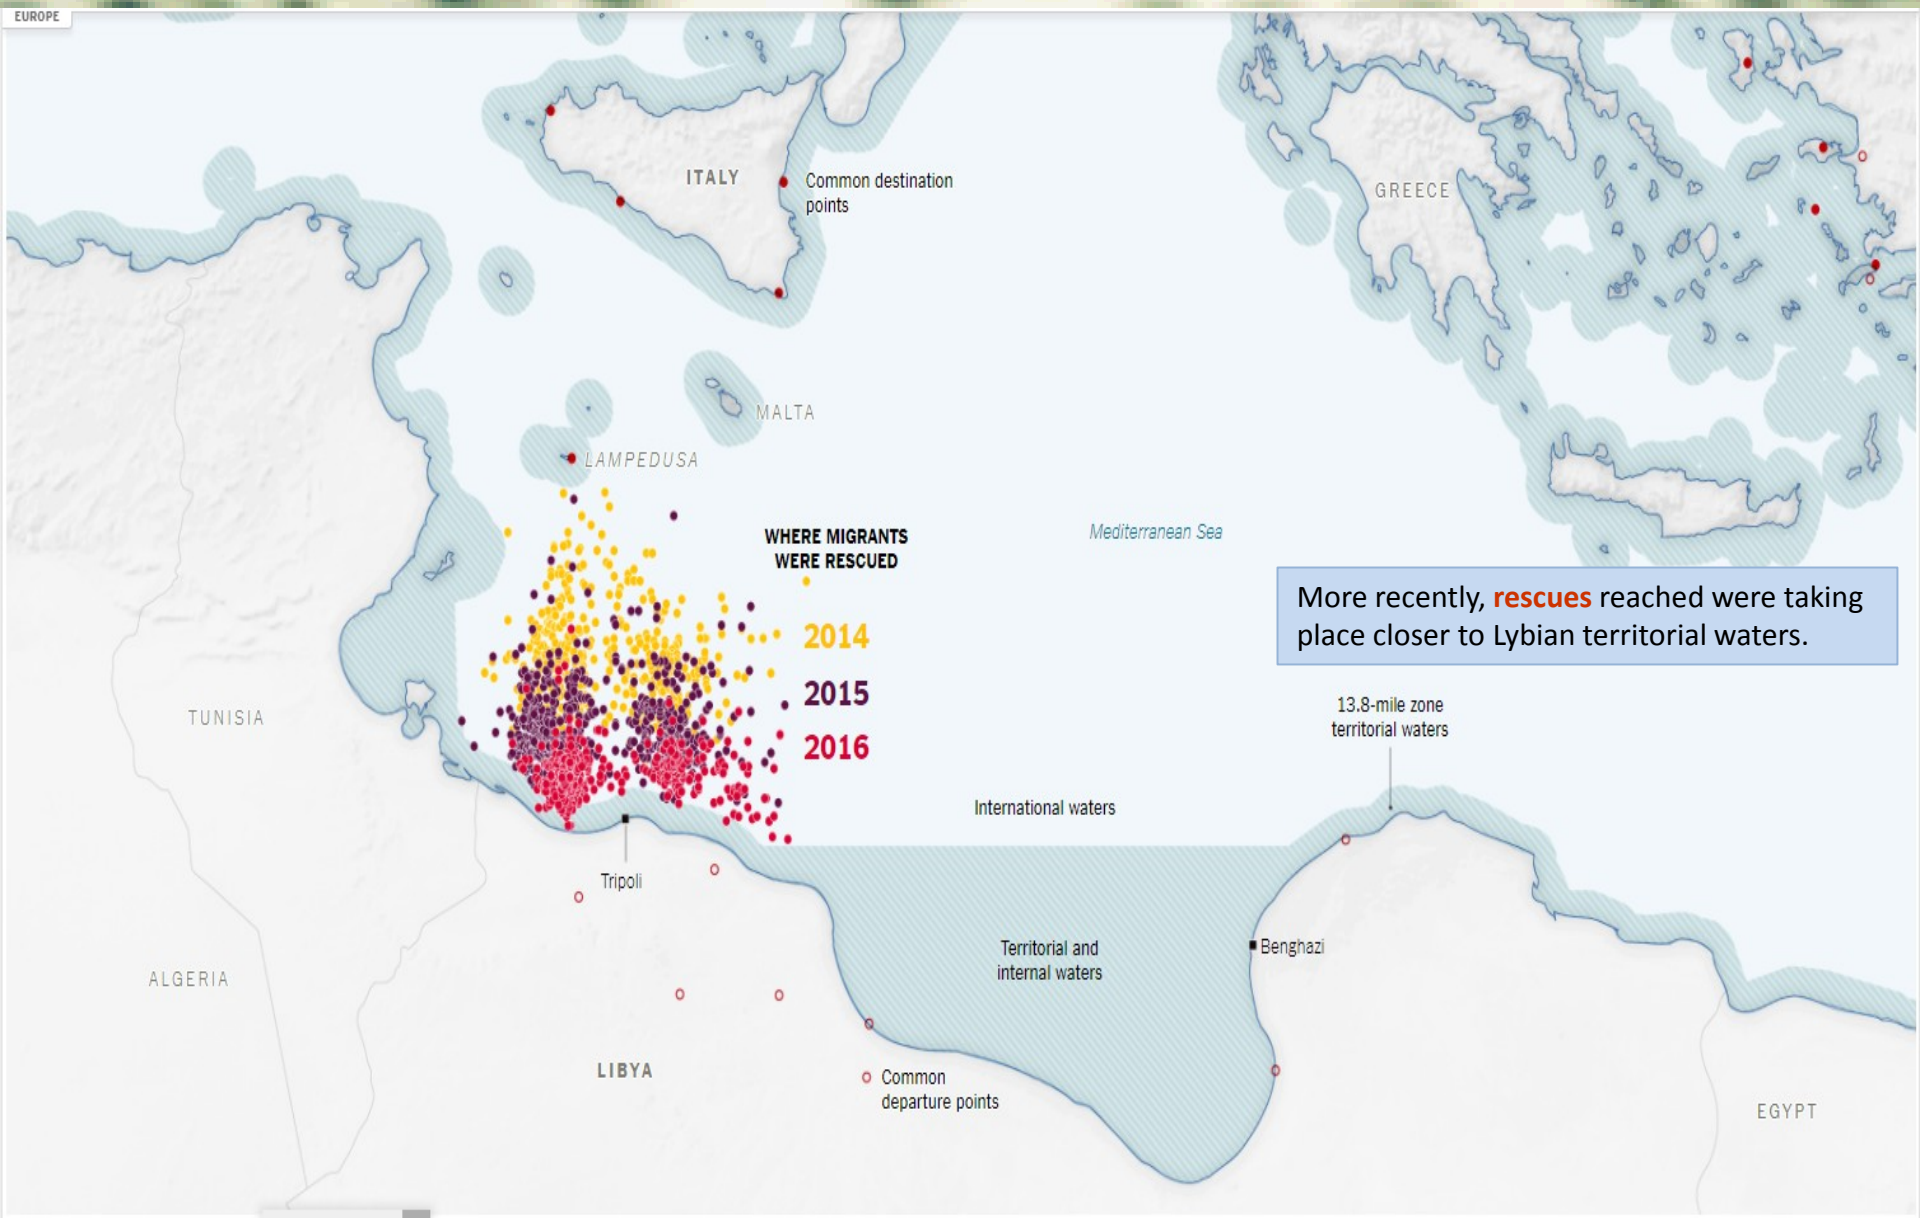 EUROPE
ITALY
Common destination
points
GREECE
MALTA
LAMPEDUSA
WHERE MIGRANTS
WERE RESCUED
Mediterranean Sea
More recently, rescues reached were taking
place closer to Lybian territorial waters.
2014
2015
2016
TUNISIA
13.8-mile zone
territorial waters
International waters
Tripoli
Territorial and
internal waters
Benghazi
ALGERIA
LIBYA
Common
departure points
EGYPT